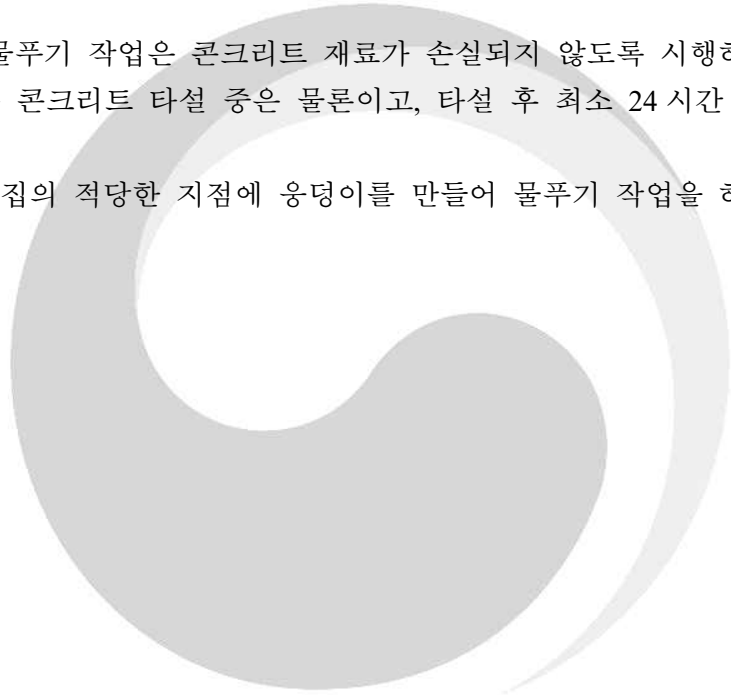 물푸기 작업은 콘크리트 재료가 손실되지 않도록 시행하
콘크리트 타설 중은 물론이고, 타설 후 최소 24 시간
집의 적당한 지점에 웅덩이를 만들어 물푸기 작업을 하